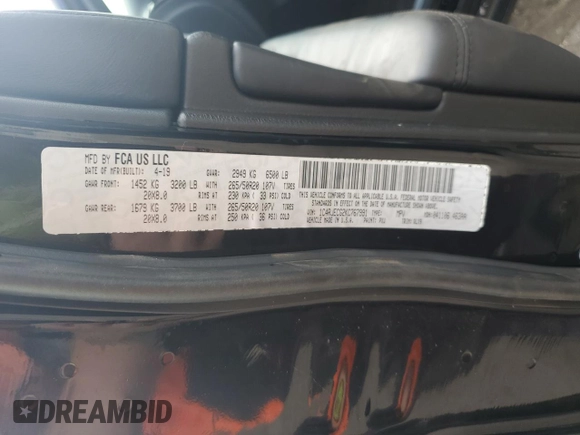 MFD BY FCA US LLC
DATE OF MFR(BUILT): 4-19 GVWR: 2949 KG 6500 LB
GAWR FRONT: 1452 KG 3200 LB WITH 265/50R20 107V TIRES
20X8.0 230 KPA ( 33 PSI) COLD
GAWR REAR: 1679 KG 3700 LB WITH 265/50R20 107V TIRES
20X8.0 250 KPA ( 36 PSI) COLD
THIS VEHICLE CONFORMS TO ALL APPLICABLE U.S.A. FEDERAL MOTOR VEHICLE SAFETY
STANDARDS IN EFFECT ON THE DATE OF MANUFACTURE SHOWN ABOVE.
VIN: TYPE: MPV
VEHICLE MADE IN U.S.A. PAINT:
DREAMBID